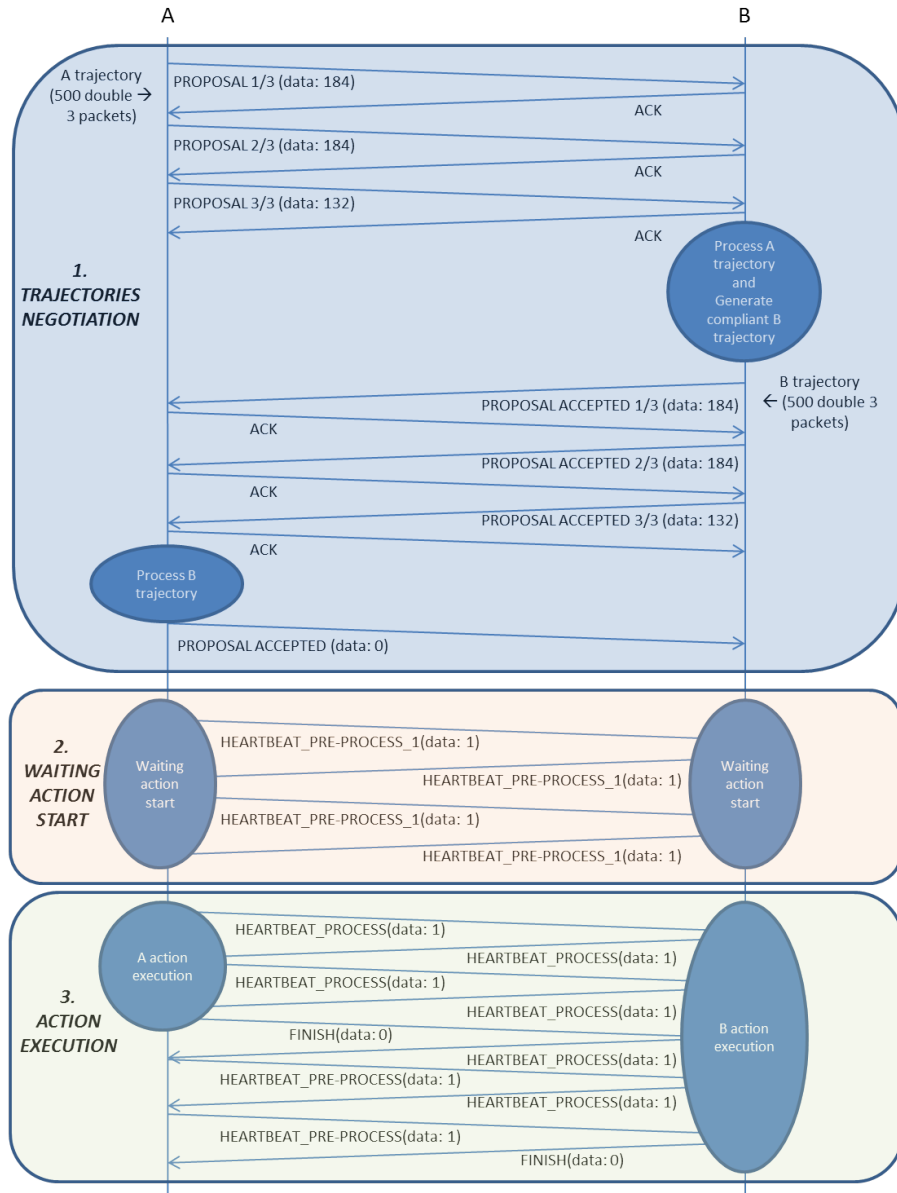 A
B
A trajectory
(500 double →
3 packets)
PROPOSAL 1/3 (data: 184)
ACK
PROPOSAL 2/3 (data: 184)
ACK
PROPOSAL 3/3 (data: 132)
ACK
1.
TRAJECTORIES
NEGOTIATION
Process A
trajectory
and
Generate
compliant B
trajectory
B trajectory
← (500 double 3
packets)
PROPOSAL ACCEPTED 1/3 (data: 184)
ACK
PROPOSAL ACCEPTED 2/3 (data: 184)
ACK
PROPOSAL ACCEPTED 3/3 (data: 132)
ACK
Process B
trajectory
PROPOSAL ACCEPTED (data: 0)
2.
WAITING
ACTION
START
Waiting
action
start
HEARTBEAT_PRE-PROCESS_1(data: 1)
HEARTBEAT_PRE-PROCESS_1(data: 1)
HEARTBEAT_PRE-PROCESS_1(data: 1)
HEARTBEAT_PRE-PROCESS_1(data: 1)
Waiting
action
start
3.
ACTION
EXECUTION
A action
execution
HEARTBEAT_PROCESS(data: 1)
HEARTBEAT_PROCESS(data: 1)
HEARTBEAT_PROCESS(data: 1)
HEARTBEAT_PROCESS(data: 1)
FINISH(data: 0)
HEARTBEAT_PROCESS(data: 1)
HEARTBEAT_PRE-PROCESS(data: 1)
HEARTBEAT_PROCESS(data: 1)
HEARTBEAT_PRE-PROCESS(data: 1)
FINISH(data: 0)
B action
execution